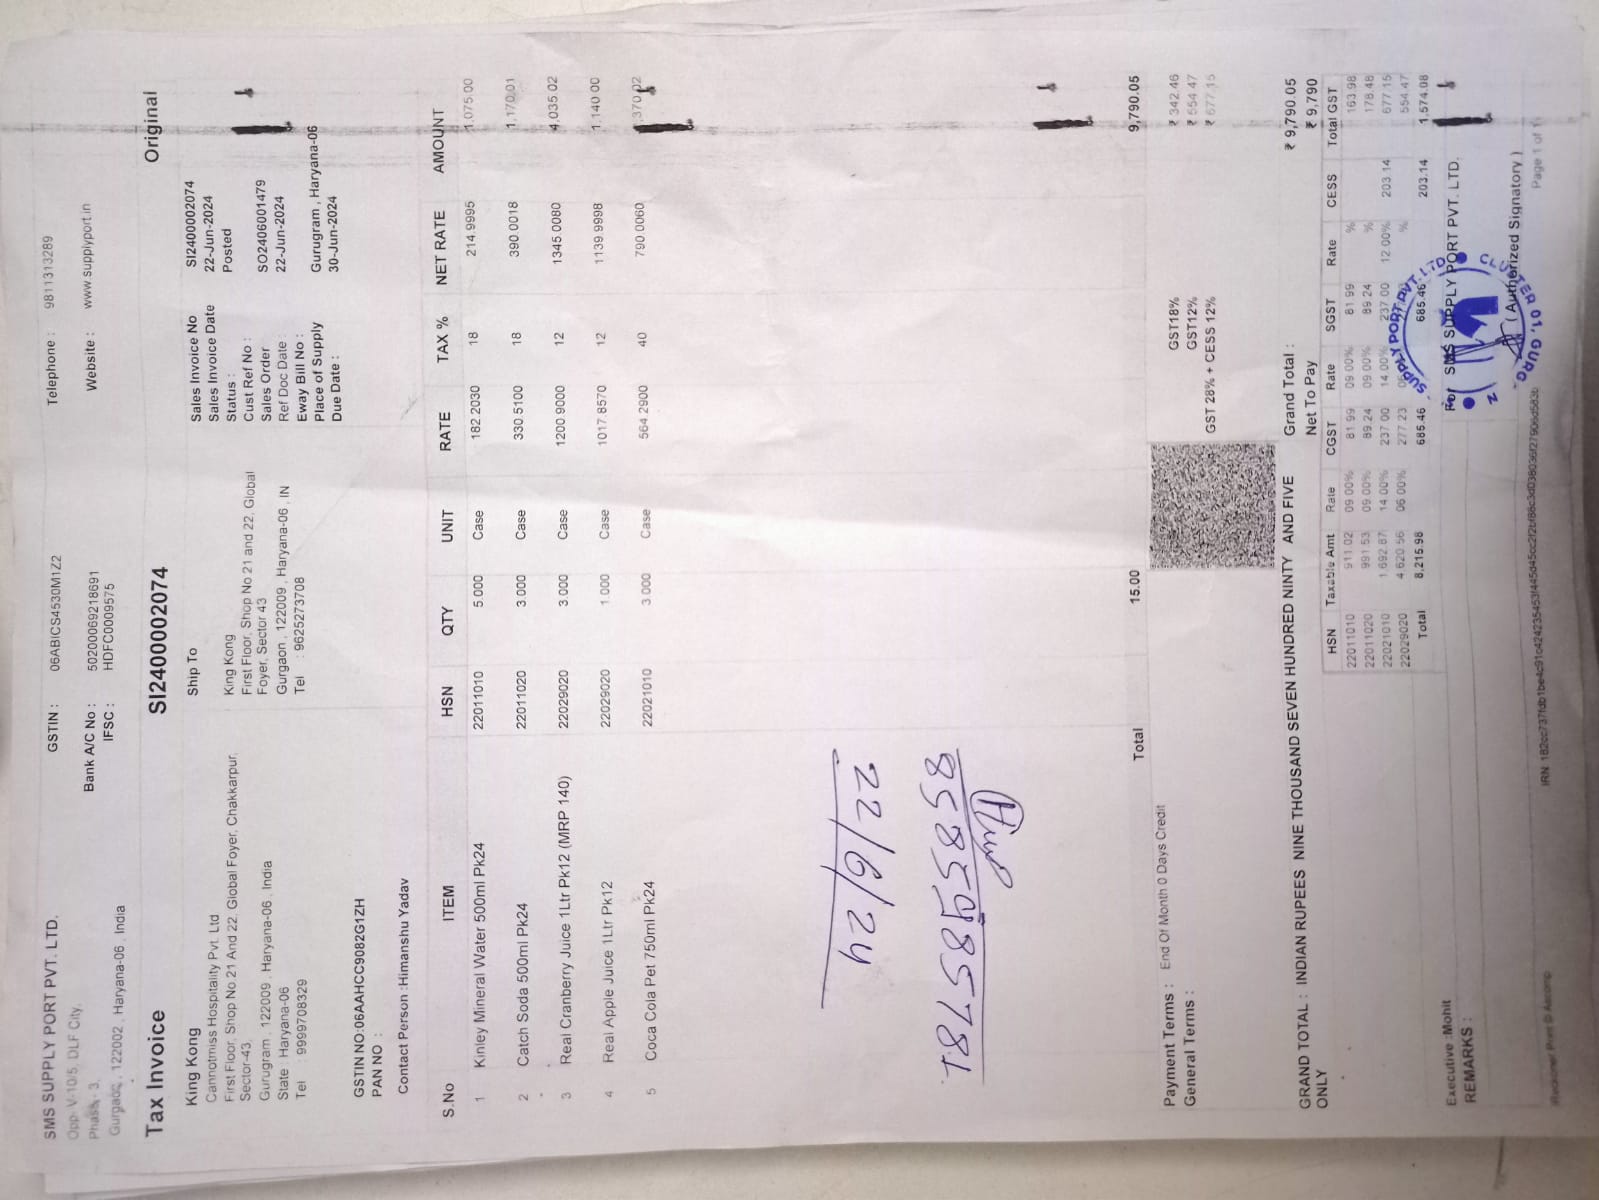 SMS SUPPLY PORT PVT. LTD.
Opp V-10/5, DLF City,
Phase - 3,
, 122002 , Haryana-06 , India
GSTIN : 06ABICS4530M1Z2
Bank A/C No : 50200069218691
IFSC : HDFC0009575
Telephone : 9811313289
Website : www.supplyport.in
Tax Invoice SI2400002074 Original
King Kong
Cannotmiss Hospitality Pvt. Ltd
First Floor, Shop No.21 And 22, Global Foyer, Chakkarpur,
Sector-43,
Gurugram , 122009 , Haryana-06 , India
State : Haryana-06
Tel : 9999708329
GSTIN NO:06AAHCC9082G1ZH
PAN NO :
Contact Person :Himanshu Yadav
Ship To
King Kong
First Floor, Shop No 21 and 22, Global
Foyer, Sector 43
Gurgaon , 122009 , Haryana-06 , IN
Tel : 9625273708
Sales Invoice No SI2400002074
Sales Invoice Date 22-Jun-2024
Status : Posted
Cust Ref No :
Sales Order SO2406001479
Ref Doc Date : 22-Jun-2024
Eway Bill No :
Place of Supply Gurugram , Haryana-06
Due Date : 30-Jun-2024
S.No ITEM HSN QTY UNIT RATE TAX % NET RATE AMOUNT
1 Kinley Mineral Water 500ml Pk24 22011010 5.000 Case 182.2030 18 214.9995 1,075.00
2 Catch Soda 500ml Pk24 22011020 3.000 Case 330.5100 18 390.0018 1,170.01
3 Real Cranberry Juice 1Ltr Pk12 (MRP 140) 22029020 3.000 Case 1200.9000 12 1345.0080 4,035.02
4 Real Apple Juice 1Ltr Pk12 22029020 1.000 Case 1017.8570 12 1139.9998 1,140.00
5 Coca Cola Pet 750ml Pk24 22021010 3.000 Case 564.2900 40 790.0060 2,370.02
22/6/24
Total 15.00 9,790.05
Payment Terms : End Of Month 0 Days Credit
General Terms :
GST18% ₹ 342.46
GST12% ₹ 554.47
GST 28% + CESS 12% ₹ 677.15
GRAND TOTAL : INDIAN RUPEES NINE THOUSAND SEVEN HUNDRED NINTY AND FIVE
ONLY
Grand Total : ₹ 9,790.05
Net To Pay ₹ 9,790
HSN Taxable Amt Rate CGST Rate SGST Rate CESS Total GST
22011010 911.02 09.00% 81.99 09.00% 81.99 % 163.98
22011020 991.53 09.00% 89.24 09.00% 89.24 % 178.48
22021010 1,692.87 14.00% 237.00 14.00% 237.00 12.00% 203.14 677.15
22029020 4,620.56 06.00% 277.23 % 554.47
Total 8,215.98 685.46 685.46 203.14 1,574.08
Executive :Mohit
REMARKS :
For SMS SUPPLY PORT PVT. LTD.
SUPPLY PORT PVT. LTD.
CLUSTER 01, GURG
( Authorized Signatory )
Page 1 of 1